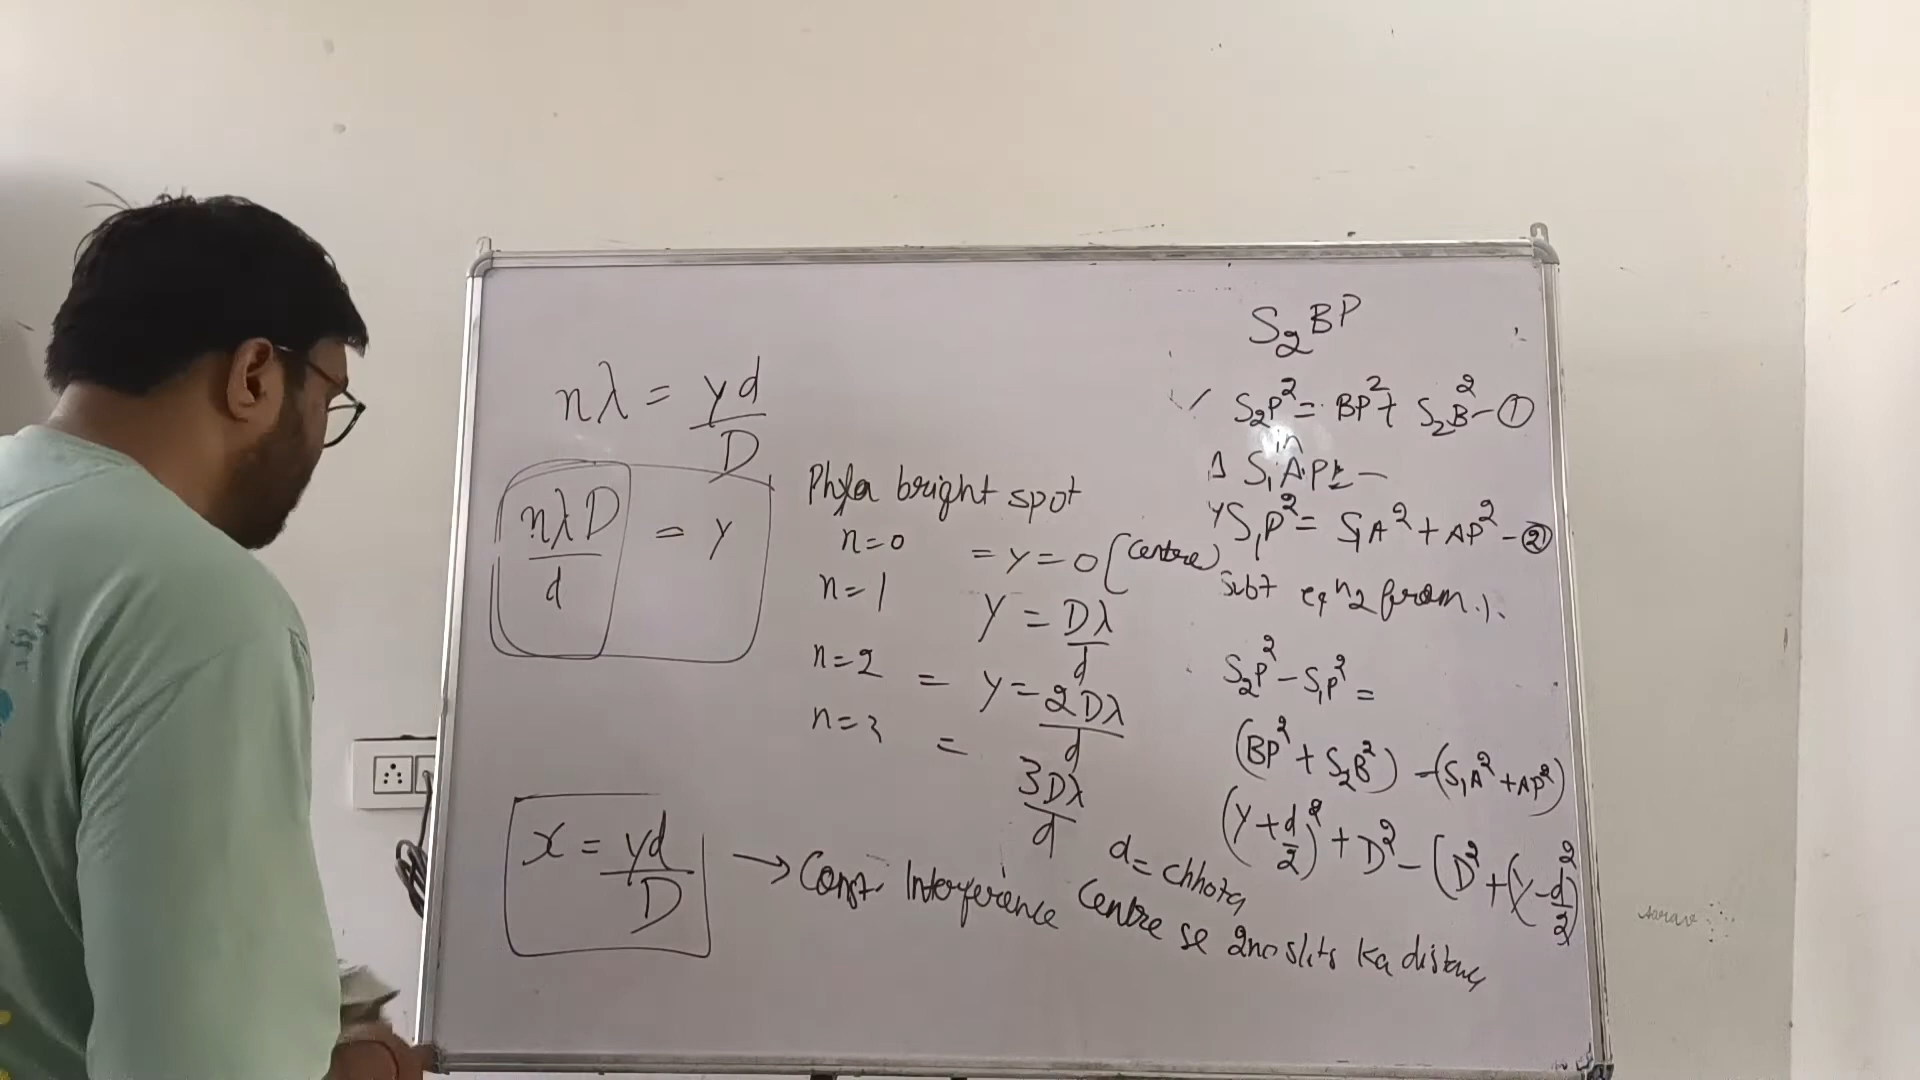 nλ = yd/D
nλD/d = y
Phla bright spot
n=0 = y=0 (centre)
n=1 y = Dλ/d
n=2 = y = 2Dλ/d
n=3 = 3Dλ/d
x = yd/D → Const. Interference
d = chhota
Centre se 2no slits ka distance
S₂BP
✓ S₂P² = BP² + S₂B² – ①
in
Δ S₁AP –
S₁P² = S₁A² + AP² – ②
Subt eqn 2 from 1.
S₂P² – S₁P² =
(BP² + S₂B²) – (S₁A² + AP²)
(y + d/2)² + D² – (D² + (y – d/2)²